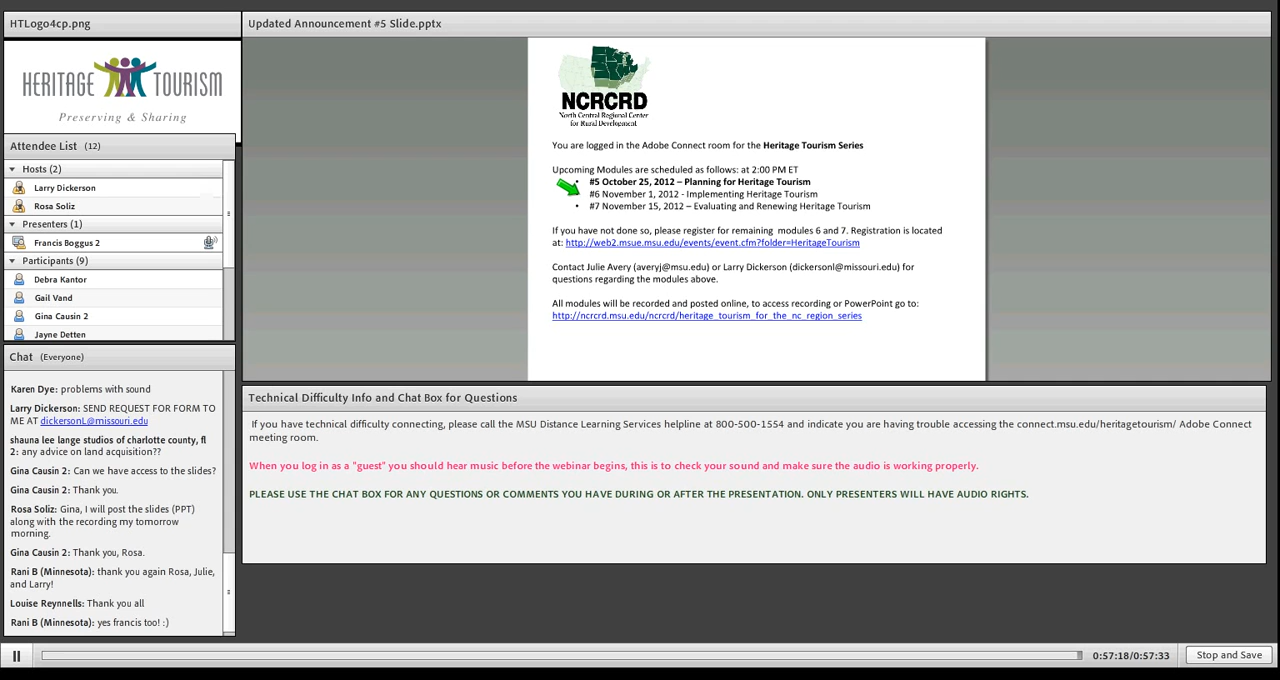 HTLogo4cp.png
HERITAGE TOURISM
Preserving & Sharing
Attendee List (12)
Hosts (2)
Larry Dickerson
Rosa Soliz
Presenters (1)
Francis Boggus 2
Participants (9)
Debra Kantor
Gail Vand
Gina Causin 2
Jayne Detten
Chat (Everyone)
Karen Dye: problems with sound
Larry Dickerson: SEND REQUEST FOR FORM TO
ME AT dickersonL@missouri.edu
shauna lee lange studios of charlotte county, fl
2: any advice on land acquisition??
Gina Causin 2: Can we have access to the slides?
Gina Causin 2: Thank you.
Rosa Soliz: Gina, I will post the slides (PPT)
along with the recording my tomorrow
morning.
Gina Causin 2: Thank you, Rosa.
Rani B (Minnesota): thank you again Rosa, Julie,
and Larry!
Louise Reynnells: Thank you all
Rani B (Minnesota): yes francis too! :)
Updated Announcement #5 Slide.pptx
NCRCRD
North Central Regional Center
for Rural Development
You are logged in the Adobe Connect room for the Heritage Tourism Series
Upcoming Modules are scheduled as follows: at 2:00 PM ET
• #5 October 25, 2012 – Planning for Heritage Tourism
• #6 November 1, 2012 - Implementing Heritage Tourism
• #7 November 15, 2012 – Evaluating and Renewing Heritage Tourism
If you have not done so, please register for remaining modules 6 and 7. Registration is located
at: http://web2.msue.msu.edu/events/event.cfm?folder=HeritageTourism
Contact Julie Avery (averyj@msu.edu) or Larry Dickerson (dickersonl@missouri.edu) for
questions regarding the modules above.
All modules will be recorded and posted online, to access recording or PowerPoint go to:
http://ncrcrd.msu.edu/ncrcrd/heritage_tourism_for_the_nc_region_series
Technical Difficulty Info and Chat Box for Questions
If you have technical difficulty connecting, please call the MSU Distance Learning Services helpline at 800-500-1554 and indicate you are having trouble accessing the connect.msu.edu/heritagetourism/ Adobe Connect
meeting room.
When you log in as a "guest" you should hear music before the webinar begins, this is to check your sound and make sure the audio is working properly.
PLEASE USE THE CHAT BOX FOR ANY QUESTIONS OR COMMENTS YOU HAVE DURING OR AFTER THE PRESENTATION. ONLY PRESENTERS WILL HAVE AUDIO RIGHTS.
0:57:18/0:57:33
Stop and Save